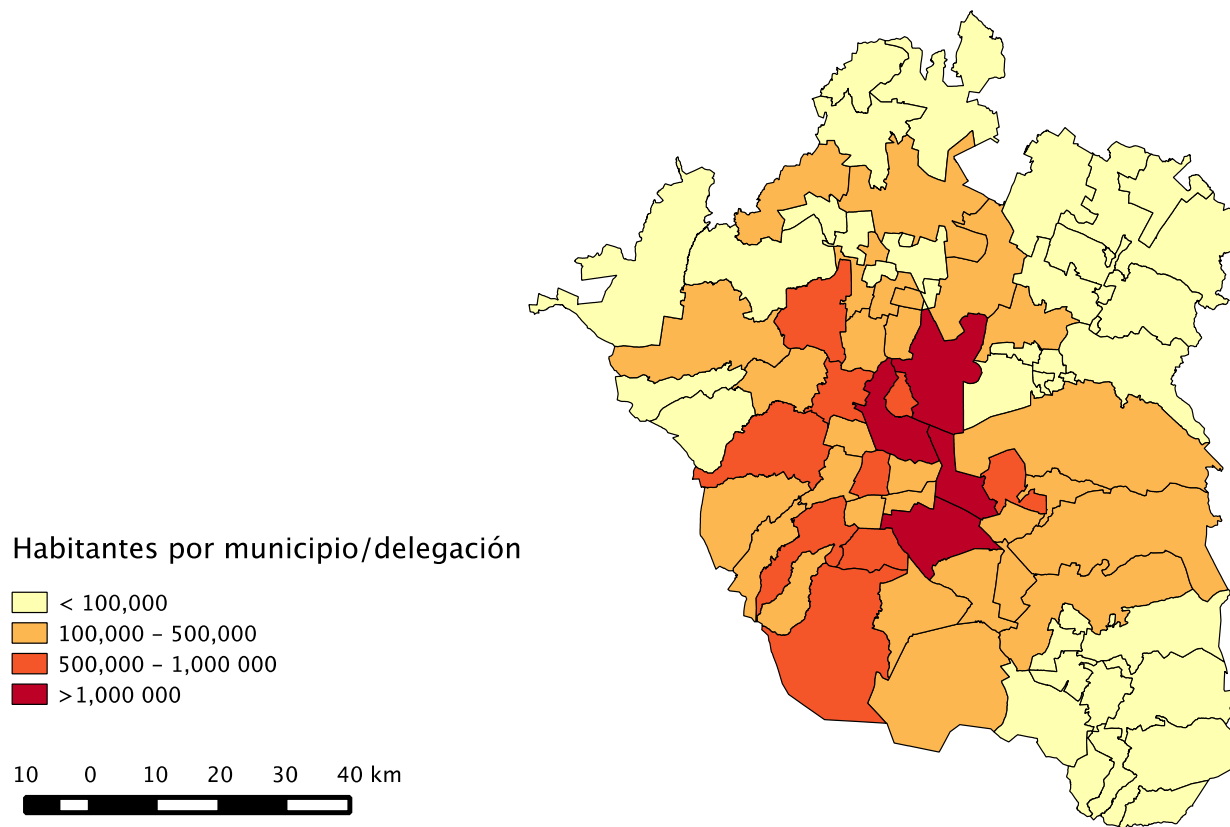 Habitantes por municipio/delegación
< 100,000
100,000 – 500,000
500,000 – 1,000 000
>1,000 000
10 0 10 20 30 40 km